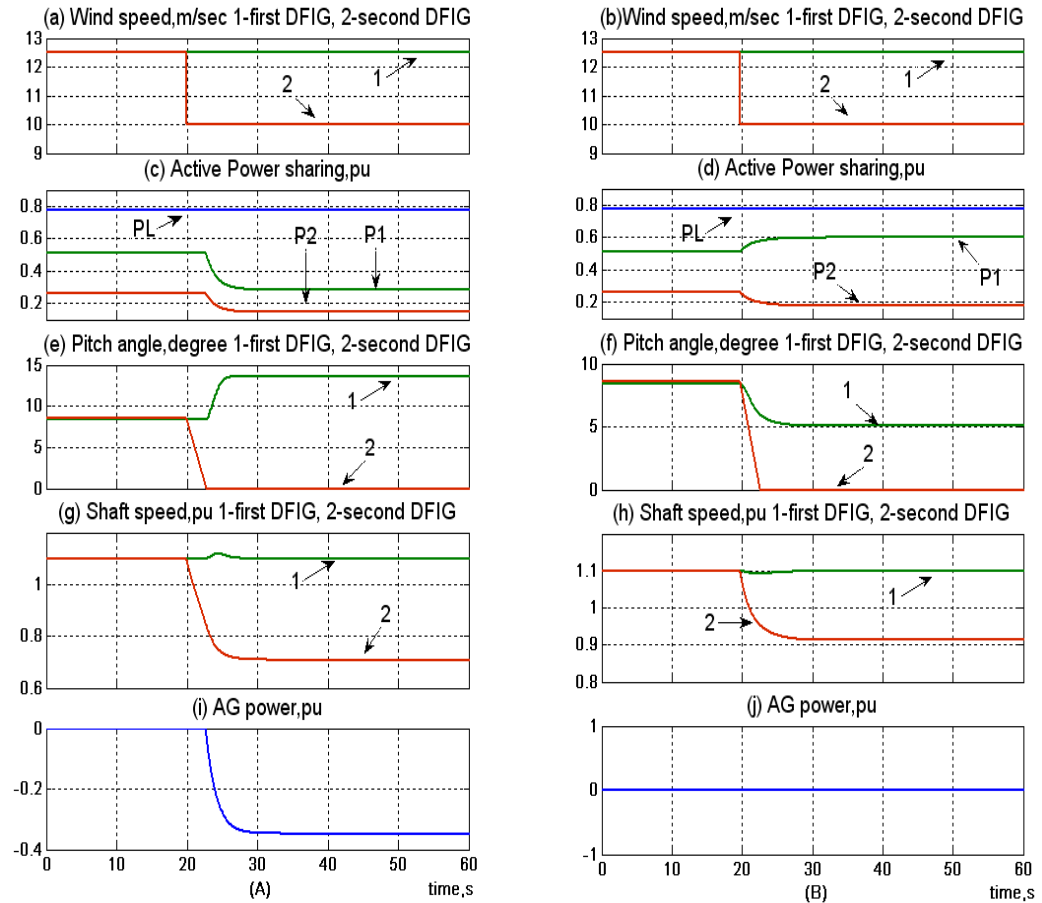 (a) Wind speed,m/sec 1-first DFIG, 2-second DFIG
13
12
11
10
9
1
2
(c) Active Power sharing,pu
0.8
0.6
0.4
0.2
PL
P2
P1
(e) Pitch angle,degree 1-first DFIG, 2-second DFIG
15
10
5
0
1
2
(g) Shaft speed,pu 1-first DFIG, 2-second DFIG
1
0.8
0.6
1
2
(i) AG power,pu
0
-0.2
-0.4
0 10 20 30 40 50 60
(A)
time,s
(b)Wind speed,m/sec 1-first DFIG, 2-second DFIG
13
12
11
10
9
1
2
(d) Active Power sharing,pu
0.8
0.6
0.4
0.2
PL
P1
P2
(f) Pitch angle,degree 1-first DFIG, 2-second DFIG
10
5
0
1
2
(h) Shaft speed,pu 1-first DFIG, 2-second DFIG
1.1
1
0.9
0.8
1
2
(j) AG power,pu
1
0
-1
0 10 20 30 40 50 60
(B)
time,s